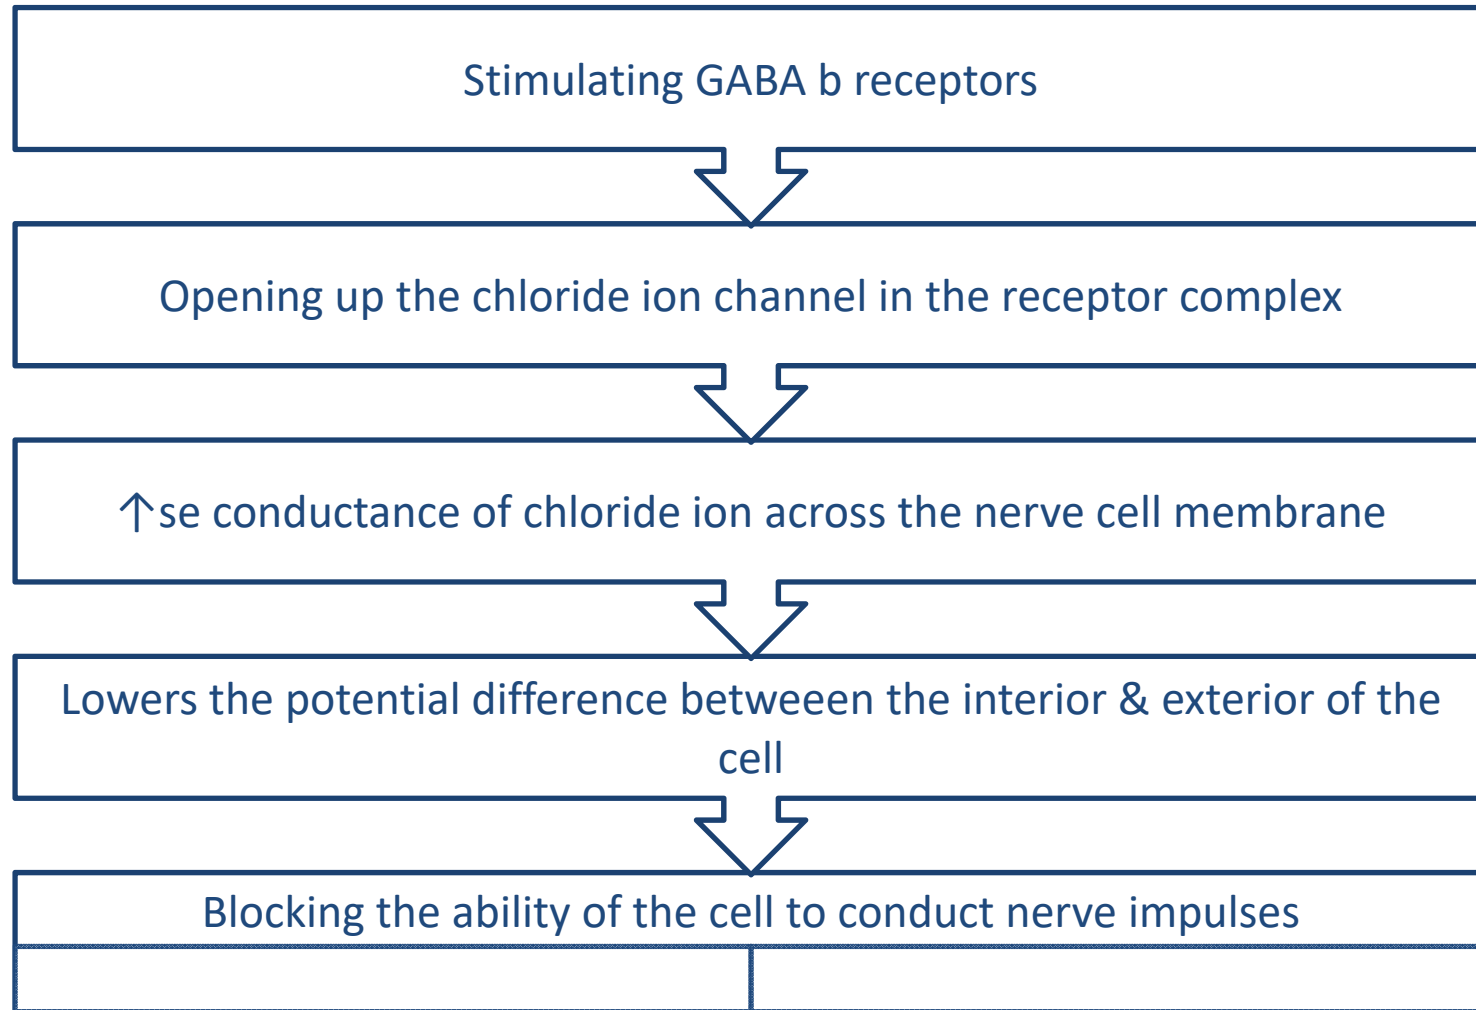 Stimulating GABA b receptors
Opening up the chloride ion channel in the receptor complex
↑se conductance of chloride ion across the nerve cell membrane
Lowers the potential difference betweeen the interior & exterior of the
cell
Blocking the ability of the cell to conduct nerve impulses